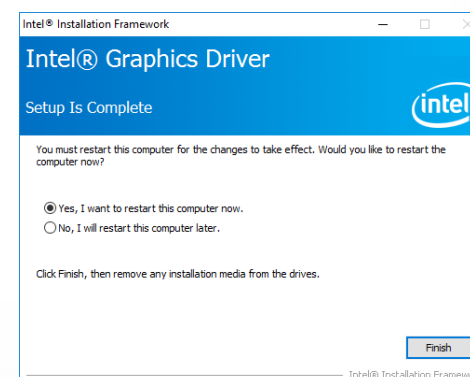 Intel® Installation Framework
Intel® Graphics Driver
Setup Is Complete
intel
You must restart this computer for the changes to take effect. Would you like to restart the
computer now?
Yes, I want to restart this computer now.
No, I will restart this computer later.
Click Finish, then remove any installation media from the drives.
Finish
Intel® Installation